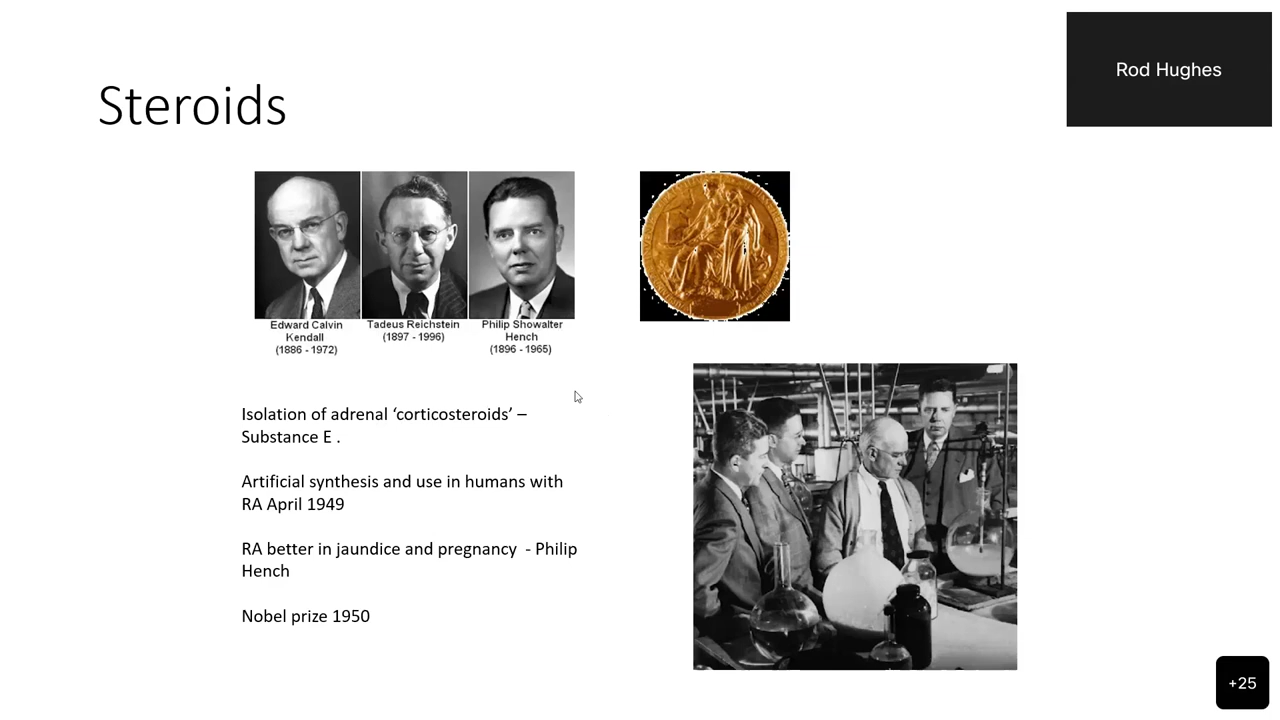 Rod Hughes
Steroids
Edward Calvin
Kendall
(1886 - 1972)
Tadeus Reichstein
(1897 - 1996)
Philip Showalter
Hench
(1896 - 1965)
Isolation of adrenal ‘corticosteroids’ –
Substance E .
Artificial synthesis and use in humans with
RA April 1949
RA better in jaundice and pregnancy  - Philip
Hench
Nobel prize 1950
+25